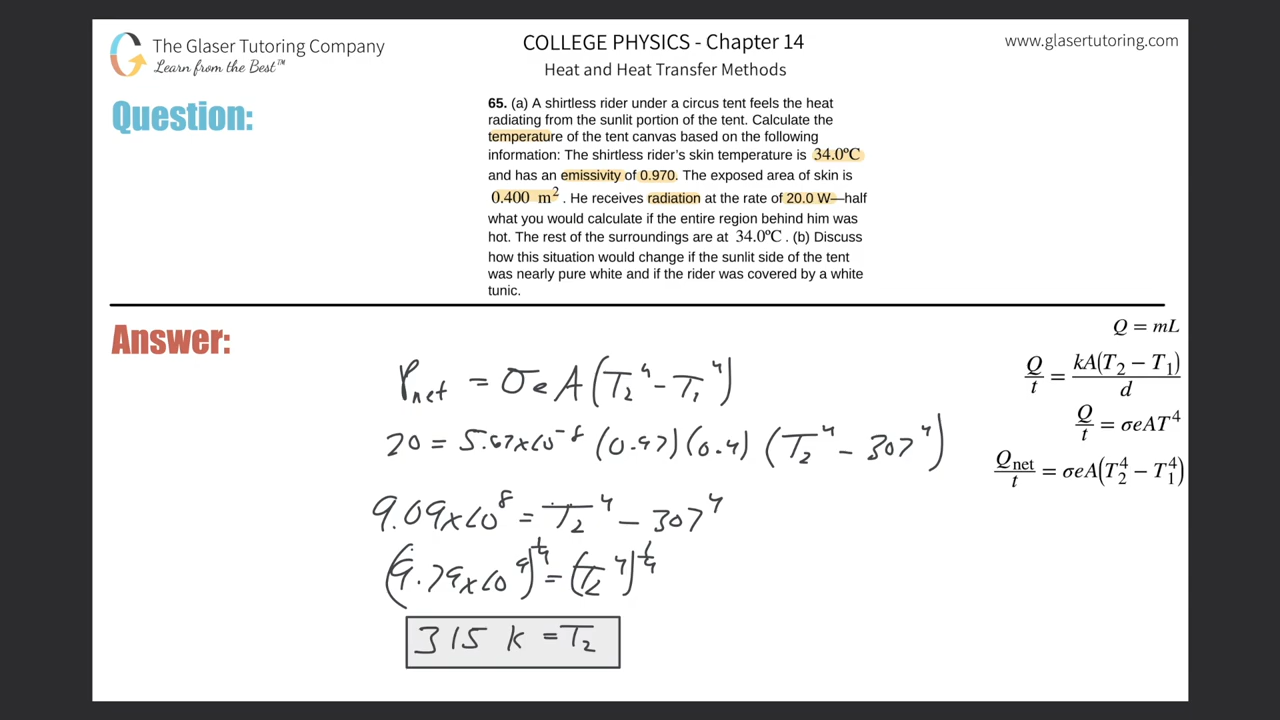 The Glaser Tutoring Company
Learn from the Best™
COLLEGE PHYSICS - Chapter 14
Heat and Heat Transfer Methods
www.glasertutoring.com
Question:
65. (a) A shirtless rider under a circus tent feels the heat
radiating from the sunlit portion of the tent. Calculate the
temperature of the tent canvas based on the following
information: The shirtless rider's skin temperature is 34.0ºC
and has an emissivity of 0.970. The exposed area of skin is
0.400 m² . He receives radiation at the rate of 20.0 W—half
what you would calculate if the entire region behind him was
hot. The rest of the surroundings are at 34.0ºC . (b) Discuss
how this situation would change if the sunlit side of the tent
was nearly pure white and if the rider was covered by a white
tunic.
Answer:
P_net = σeA(T₂⁴ - T₁⁴)
20 = 5.67x10⁻⁸ (0.97)(0.4) (T₂⁴ - 307⁴)
9.09x10⁸ = T₂⁴ - 307⁴
(9.79x10⁹)^¼ = (T₂⁴)^¼
315 K = T₂
Q = mL
Q/t = kA(T₂ − T₁)/d
Q/t = σeAT⁴
Q_net/t = σeA(T₂⁴ − T₁⁴)